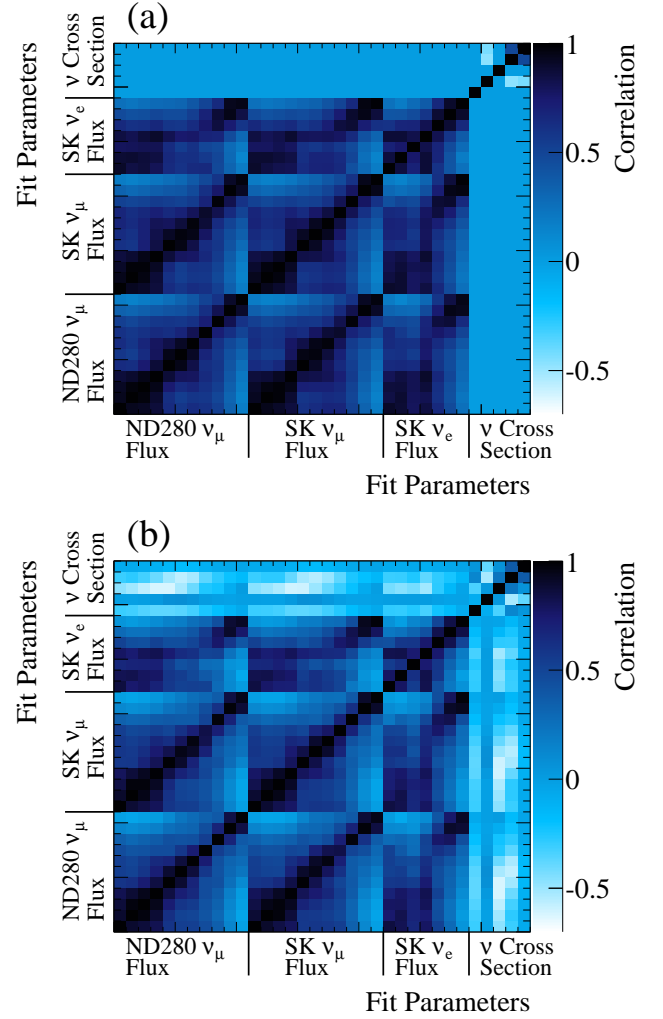 (a)
Fit Parameters
ν Cross
Section
SK νe
Flux
SK νμ
Flux
ND280 νμ
Flux
1
0.5
0
-0.5
Correlation
ND280 νμ
Flux
SK νμ
Flux
SK νe
Flux
ν Cross
Section
Fit Parameters
(b)
Fit Parameters
ν Cross
Section
SK νe
Flux
SK νμ
Flux
ND280 νμ
Flux
1
0.5
0
-0.5
Correlation
ND280 νμ
Flux
SK νμ
Flux
SK νe
Flux
ν Cross
Section
Fit Parameters